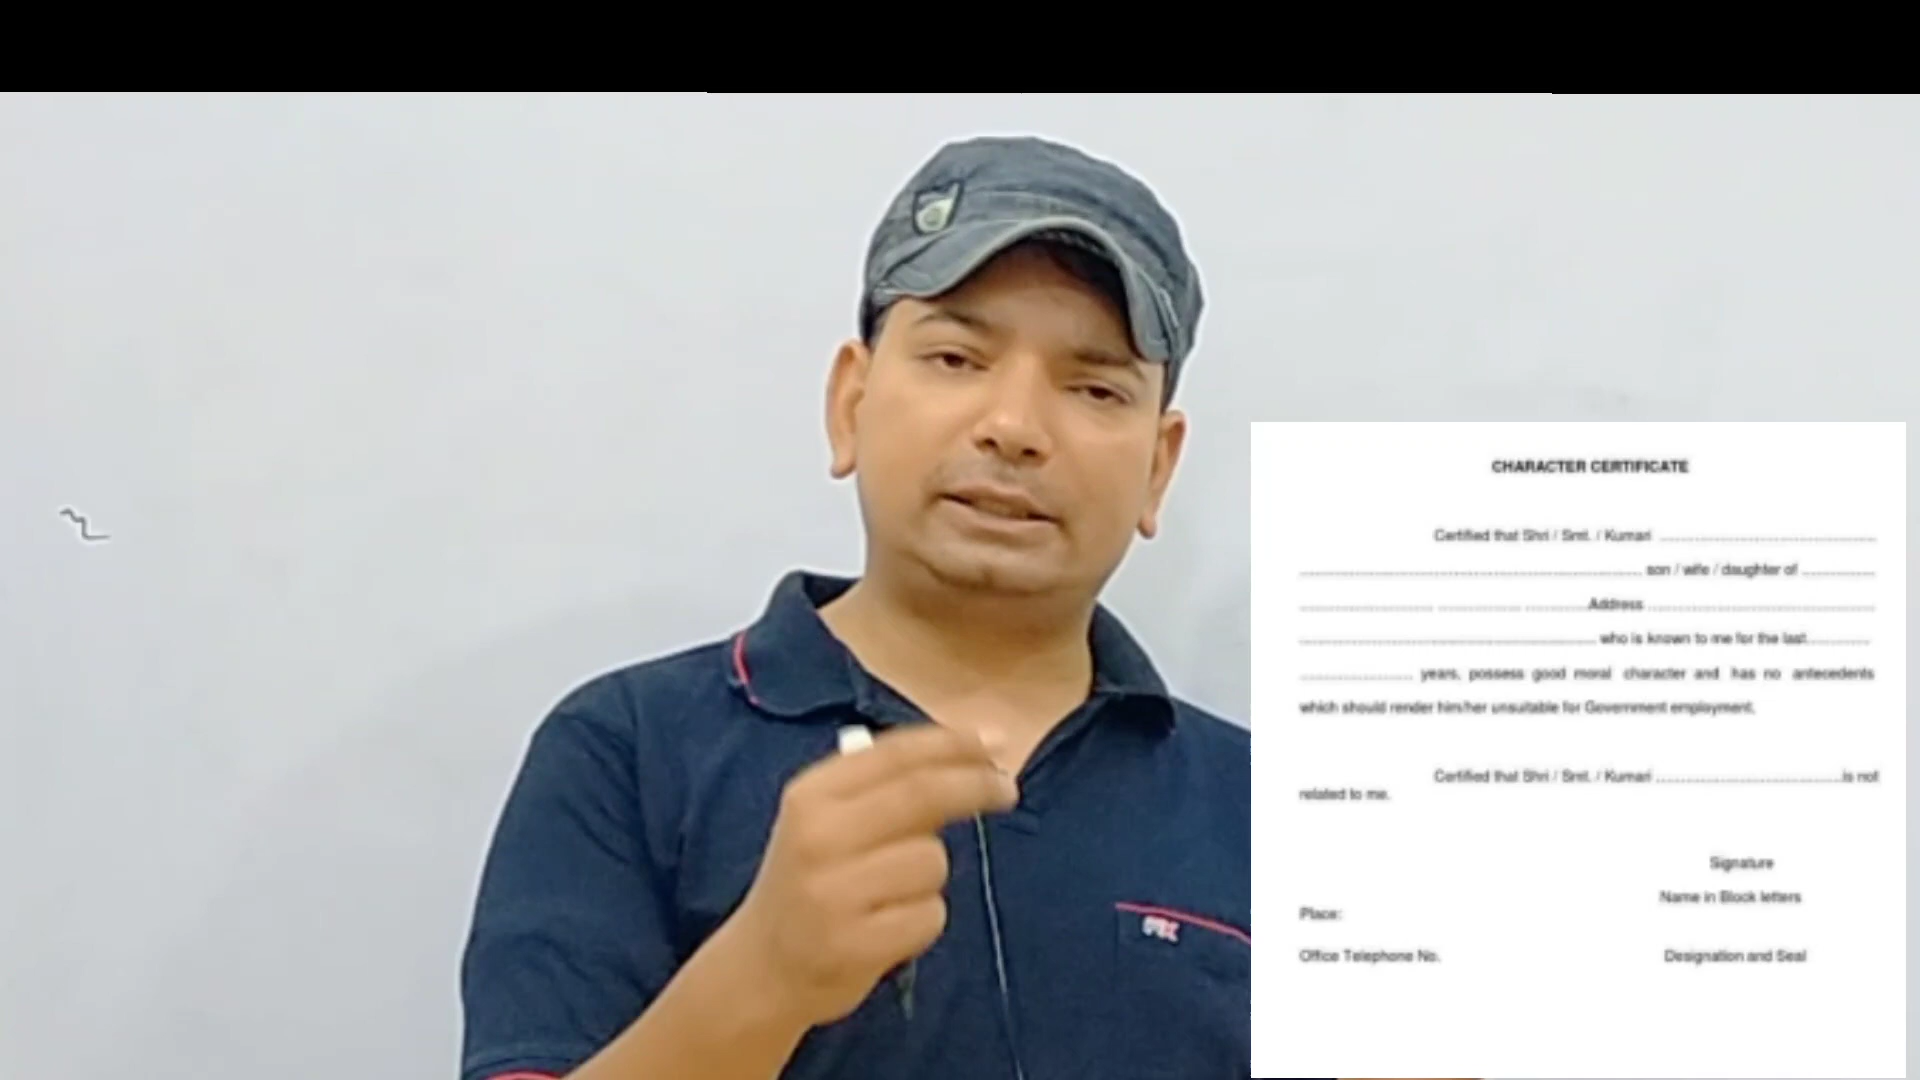 CHARACTER CERTIFICATE
Certified that Shri / Smt. / Kumari ........................................
................................................................ son / wife / daughter of ..............
......................... ................ ............Address ..........................................
....................................................... who is known to me for the last............
..................... years, possess good moral character and has no antecedents
which should render him/her unsuitable for Government employment.
Certified that Shri / Smt. / Kumari ...................................is not
related to me.
Signature
Name in Block letters
Place:
Office Telephone No.
Designation and Seal